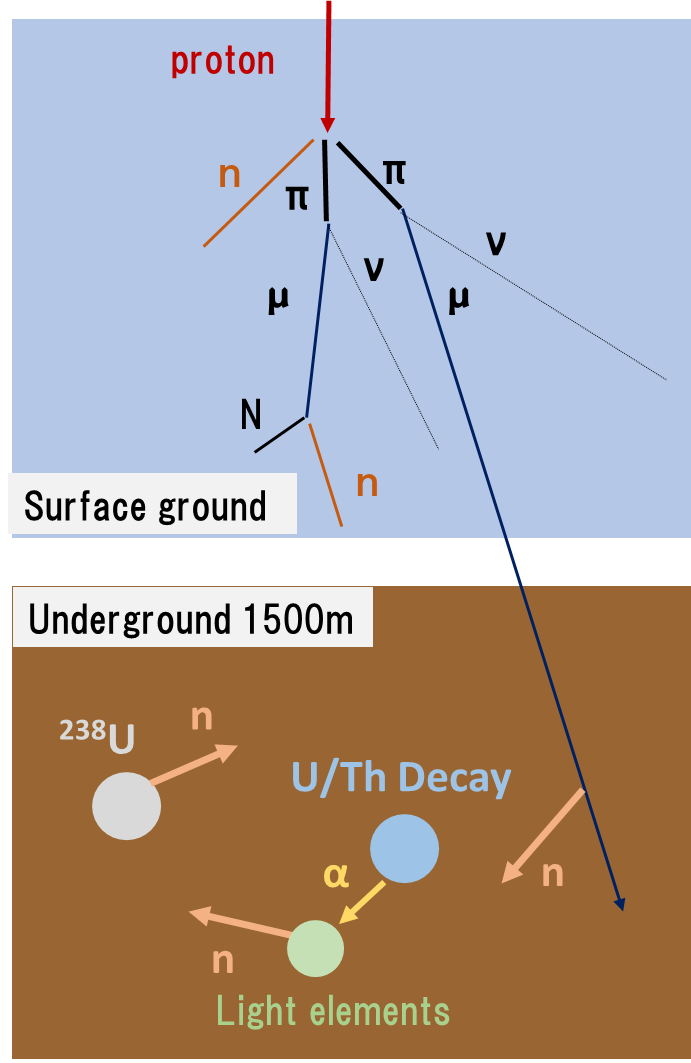 proton
n
π
π
ν
ν
μ
μ
N
n
Surface ground
Underground 1500m
²³⁸U
n
U/Th Decay
α
n
n
Light elements